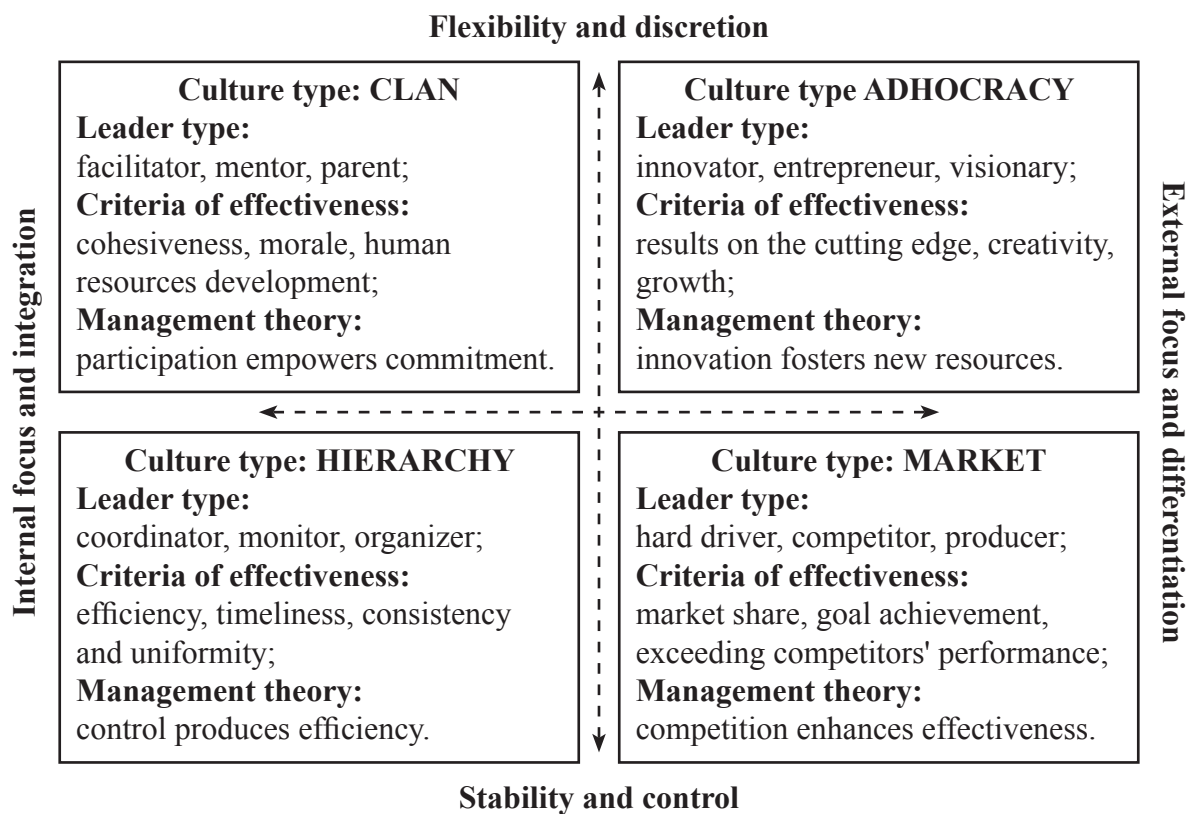 Flexibility and discretion
Culture type: CLAN
Leader type:
facilitator, mentor, parent;
Criteria of effectiveness:
cohesiveness, morale, human
resources development;
Management theory:
participation empowers commitment.
Culture type ADHOCRACY
Leader type:
innovator, entrepreneur, visionary;
Criteria of effectiveness:
results on the cutting edge, creativity,
growth;
Management theory:
innovation fosters new resources.
Internal focus and integration
External focus and differentiation
Culture type: HIERARCHY
Leader type:
coordinator, monitor, organizer;
Criteria of effectiveness:
efficiency, timeliness, consistency
and uniformity;
Management theory:
control produces efficiency.
Culture type: MARKET
Leader type:
hard driver, competitor, producer;
Criteria of effectiveness:
market share, goal achievement,
exceeding competitors' performance;
Management theory:
competition enhances effectiveness.
Stability and control